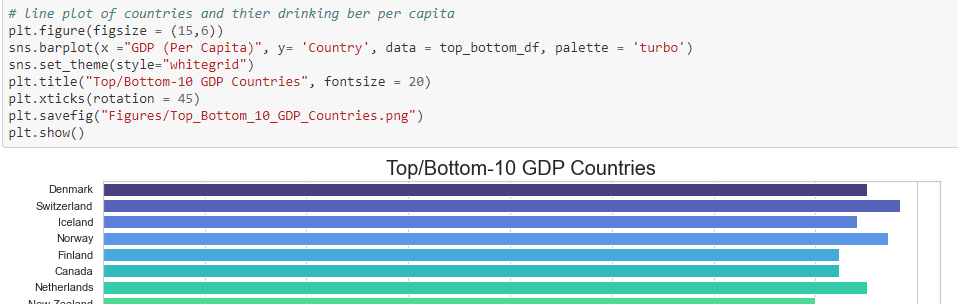 # line plot of countries and thier drinking ber per capita
plt.figure(figsize = (15,6))
sns.barplot(x ="GDP (Per Capita)", y= 'Country', data = top_bottom_df, palette = 'turbo')
sns.set_theme(style="whitegrid")
plt.title("Top/Bottom-10 GDP Countries", fontsize = 20)
plt.xticks(rotation = 45)
plt.savefig("Figures/Top_Bottom_10_GDP_Countries.png")
plt.show()
Top/Bottom-10 GDP Countries
Denmark
Switzerland
Iceland
Norway
Finland
Canada
Netherlands
New Zealand